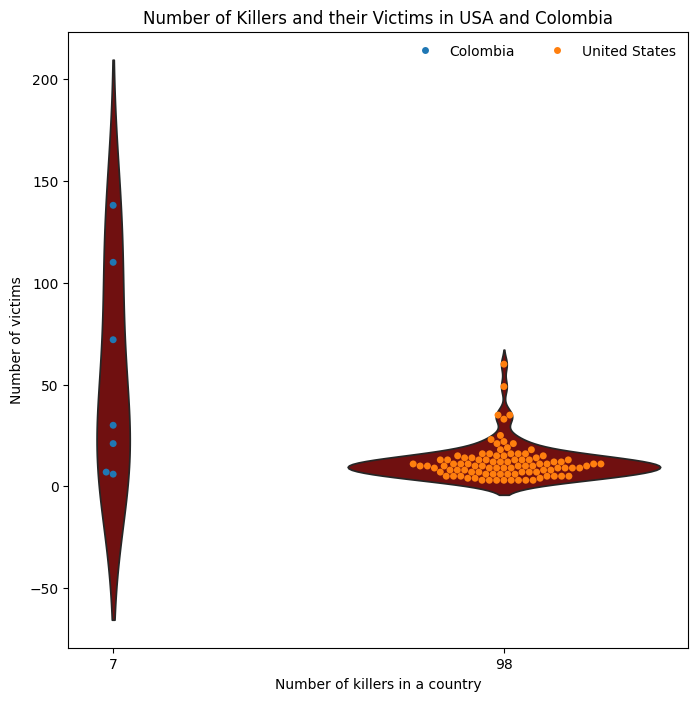 Number of Killers and their Victims in USA and Colombia
Colombia
United States
200
150
100
50
0
−50
Number of victims
7
98
Number of killers in a country